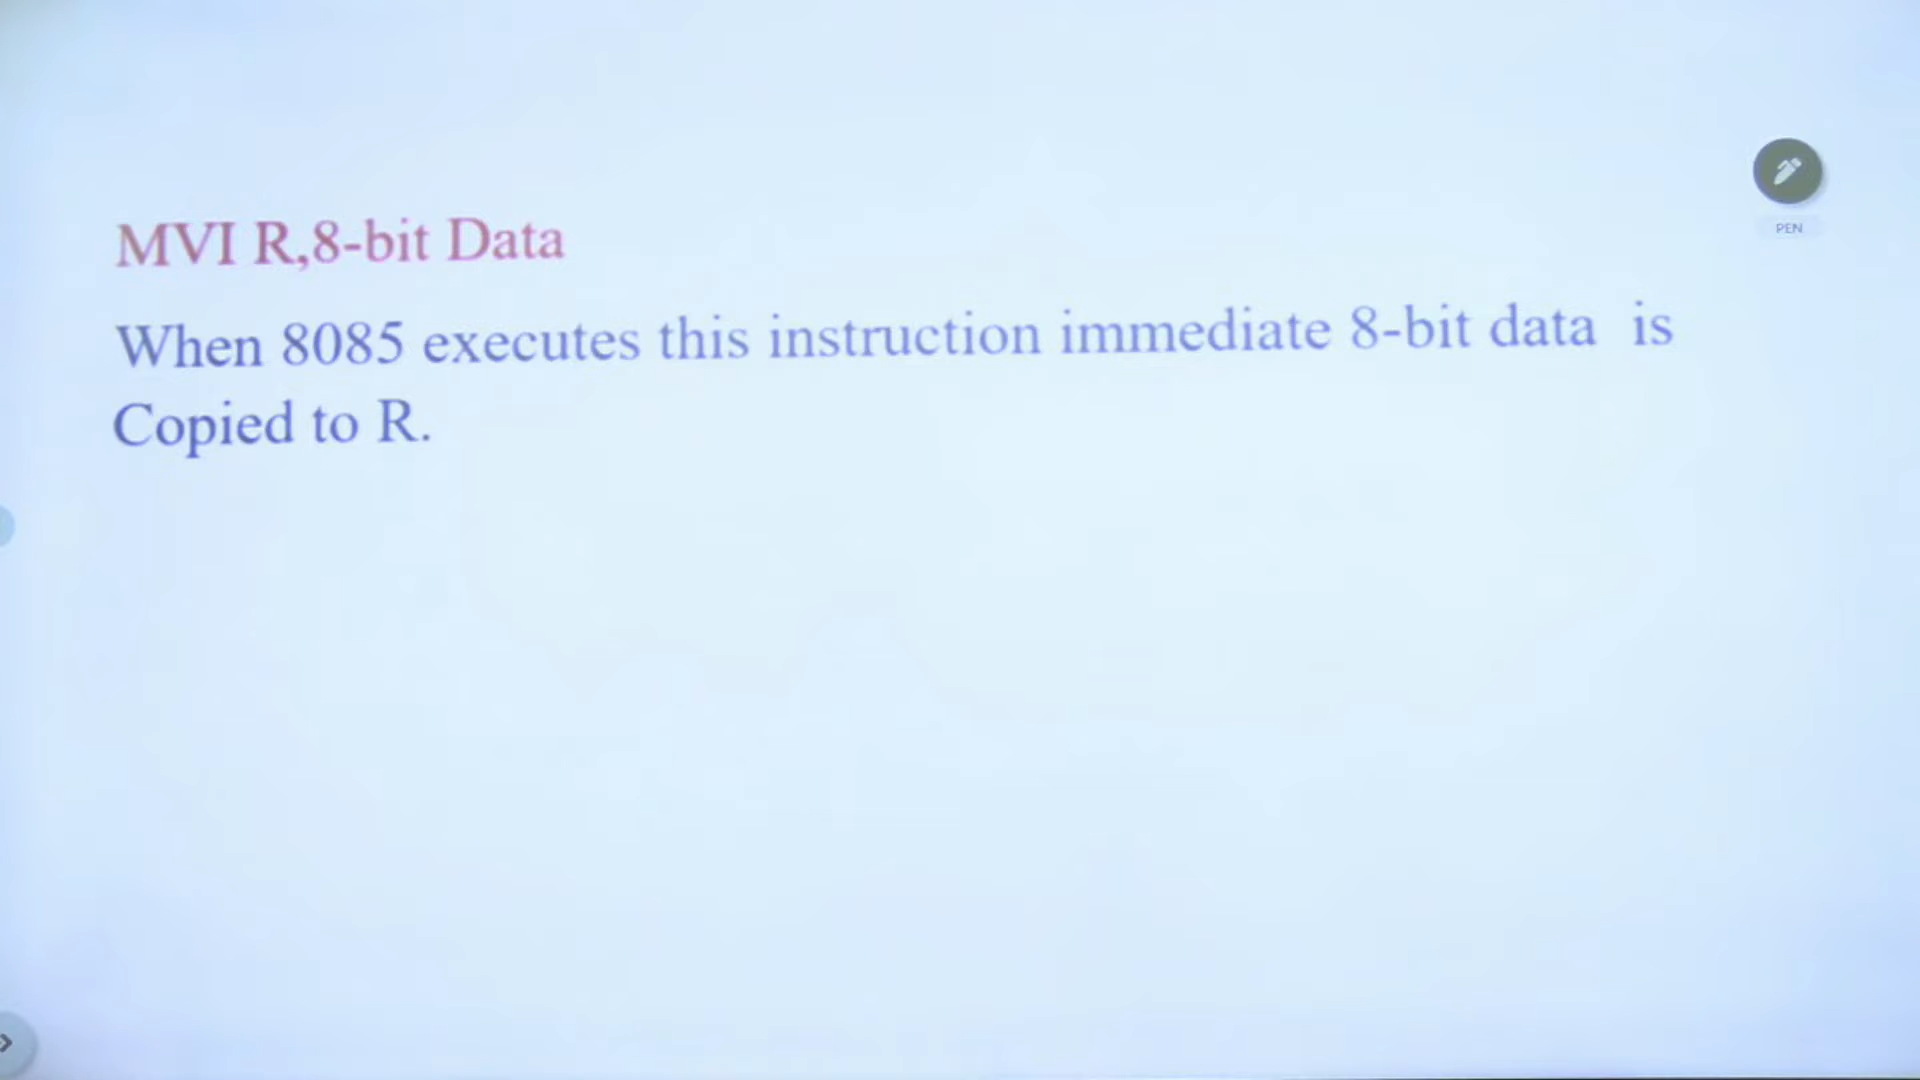 MVI R,8-bit Data
When 8085 executes this instruction immediate 8-bit data is
Copied to R.
PEN